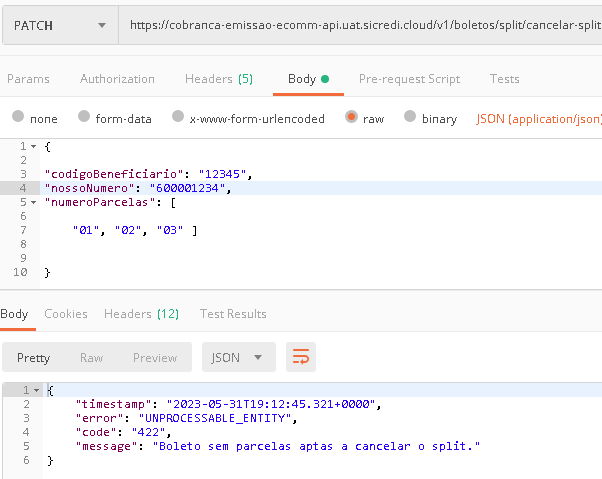 PATCH https://cobranca-emissao-ecomm-api.uat.sicredi.cloud/v1/boletos/split/cancelar-split
Params Authorization Headers (5) Body Pre-request Script Tests
none form-data x-www-form-urlencoded raw binary JSON (application/json)
1 {
2
3 "codigoBeneficiario": "12345",
4 "nossoNumero": "600001234",
5 "numeroParcelas": [
6
7 "01", "02", "03" ]
8
9
10 }
Body Cookies Headers (12) Test Results
Pretty Raw Preview JSON
1 {
2 "timestamp": "2023-05-31T19:12:45.321+0000",
3 "error": "UNPROCESSABLE_ENTITY",
4 "code": "422",
5 "message": "Boleto sem parcelas aptas a cancelar o split."
6 }